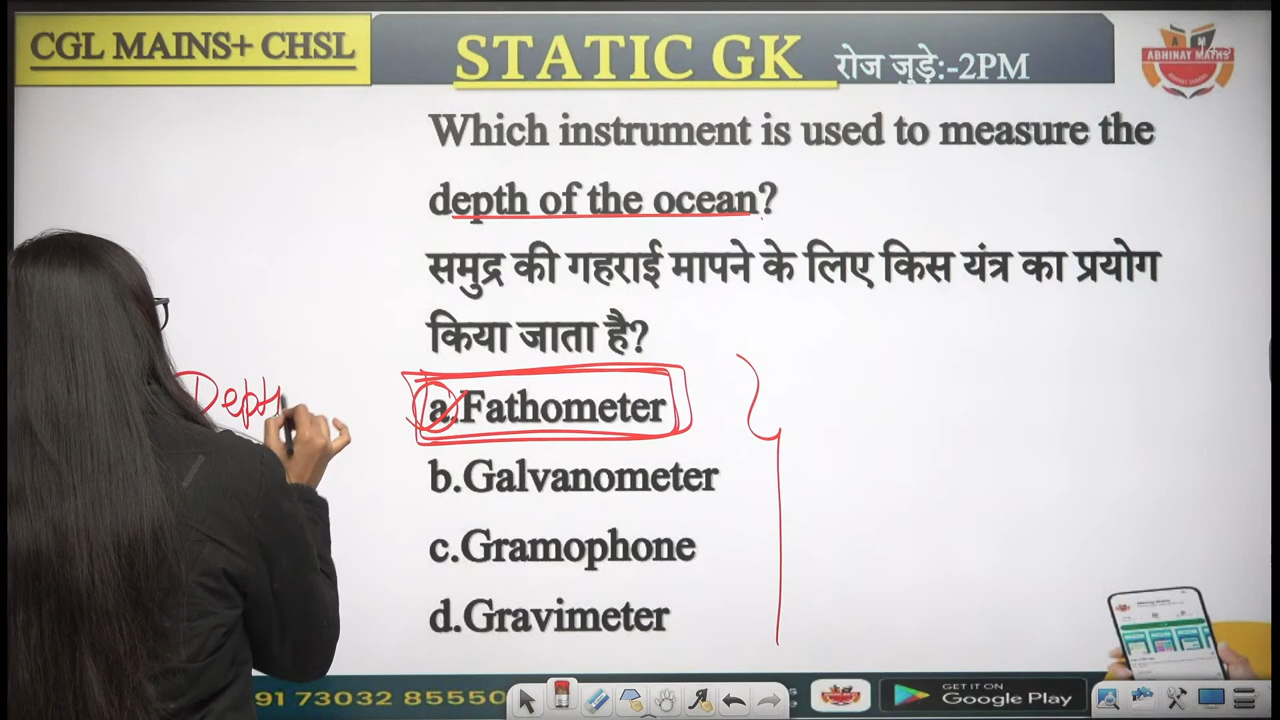 CGL MAINS+ CHSL
STATIC GK रोज जुड़े:-2PM
ABHINAY MATHS
Which instrument is used to measure the
depth of the ocean?
समुद्र की गहराई मापने के लिए किस यंत्र का प्रयोग
किया जाता है?
Depth
a.Fathometer
b.Galvanometer
c.Gramophone
d.Gravimeter
91 73032 85550
GET IT ON
Google Play